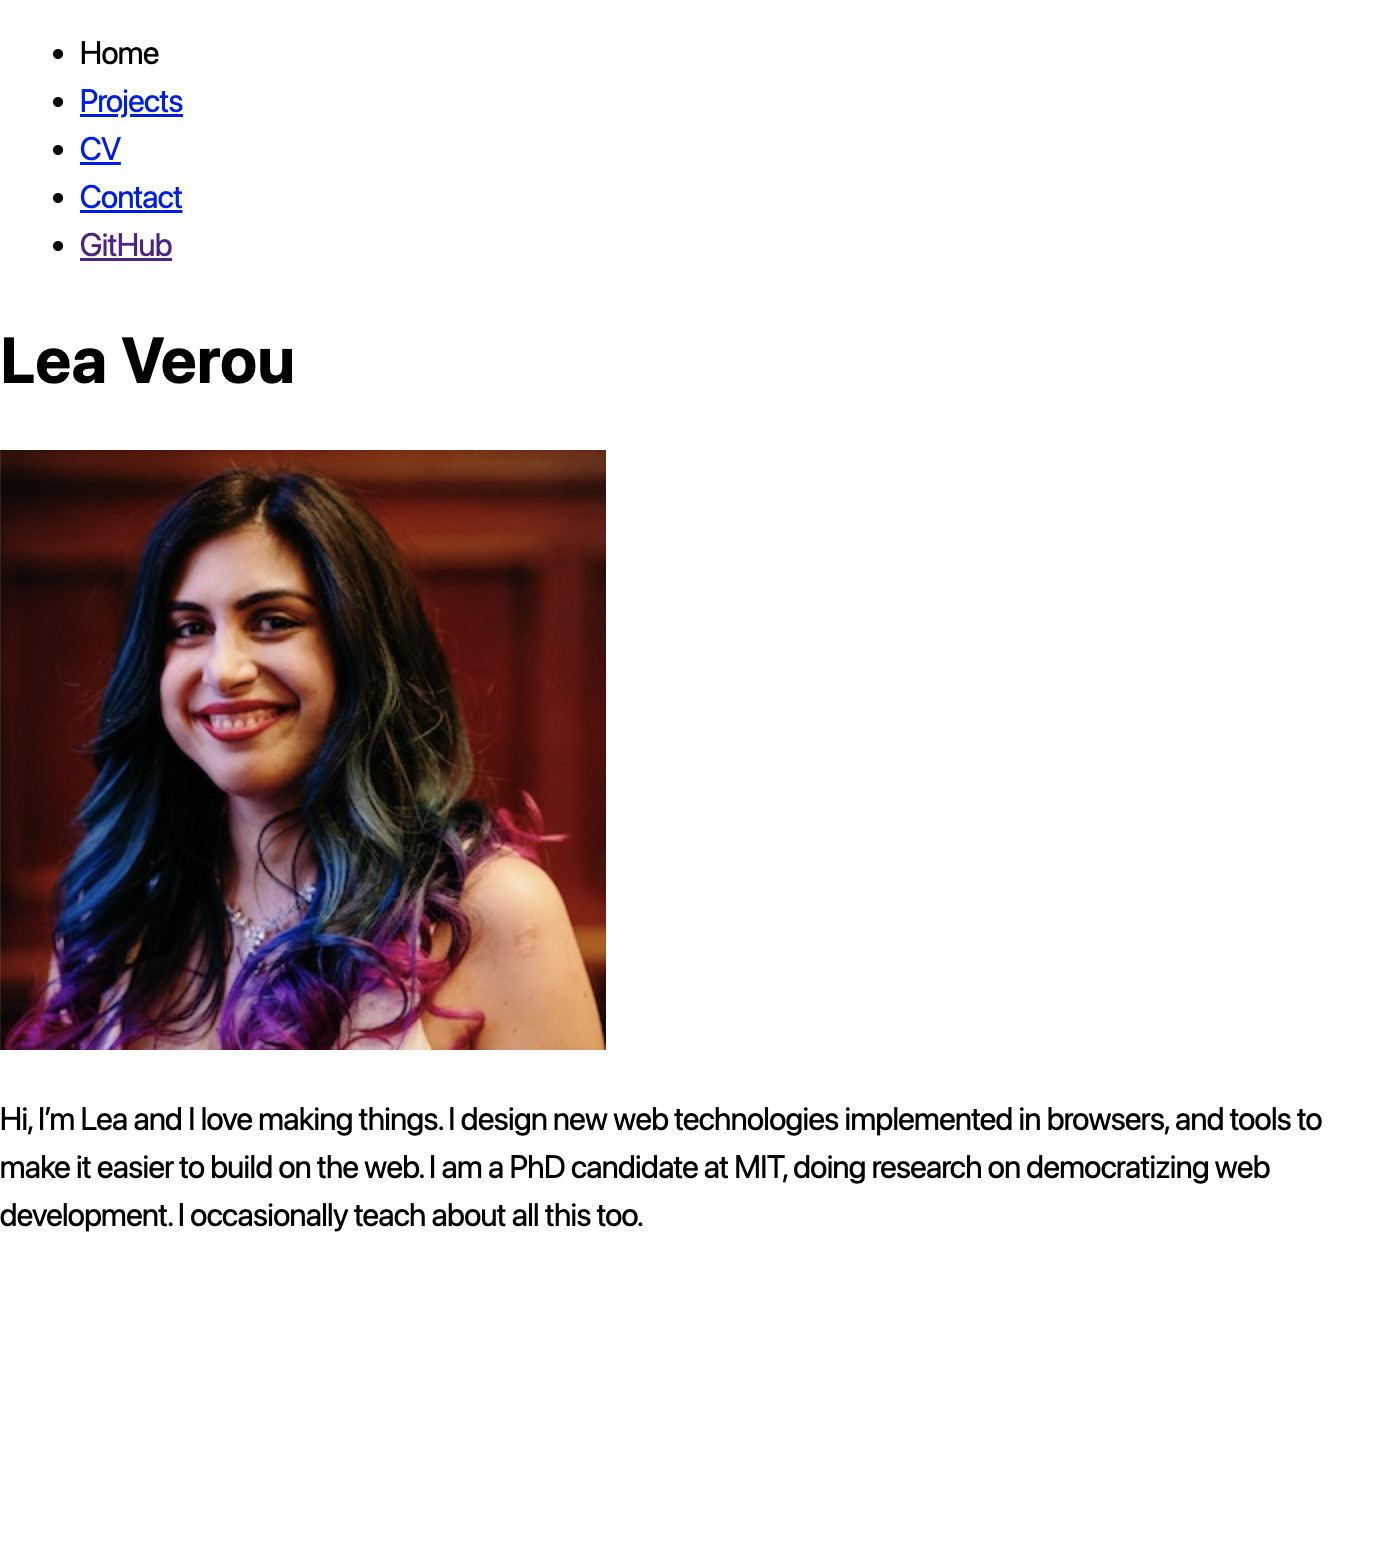 Home
Projects
CV
Contact
GitHub
Lea Verou
Hi, I’m Lea and I love making things. I design new web technologies implemented in browsers, and tools to
make it easier to build on the web. I am a PhD candidate at MIT, doing research on democratizing web
development. I occasionally teach about all this too.